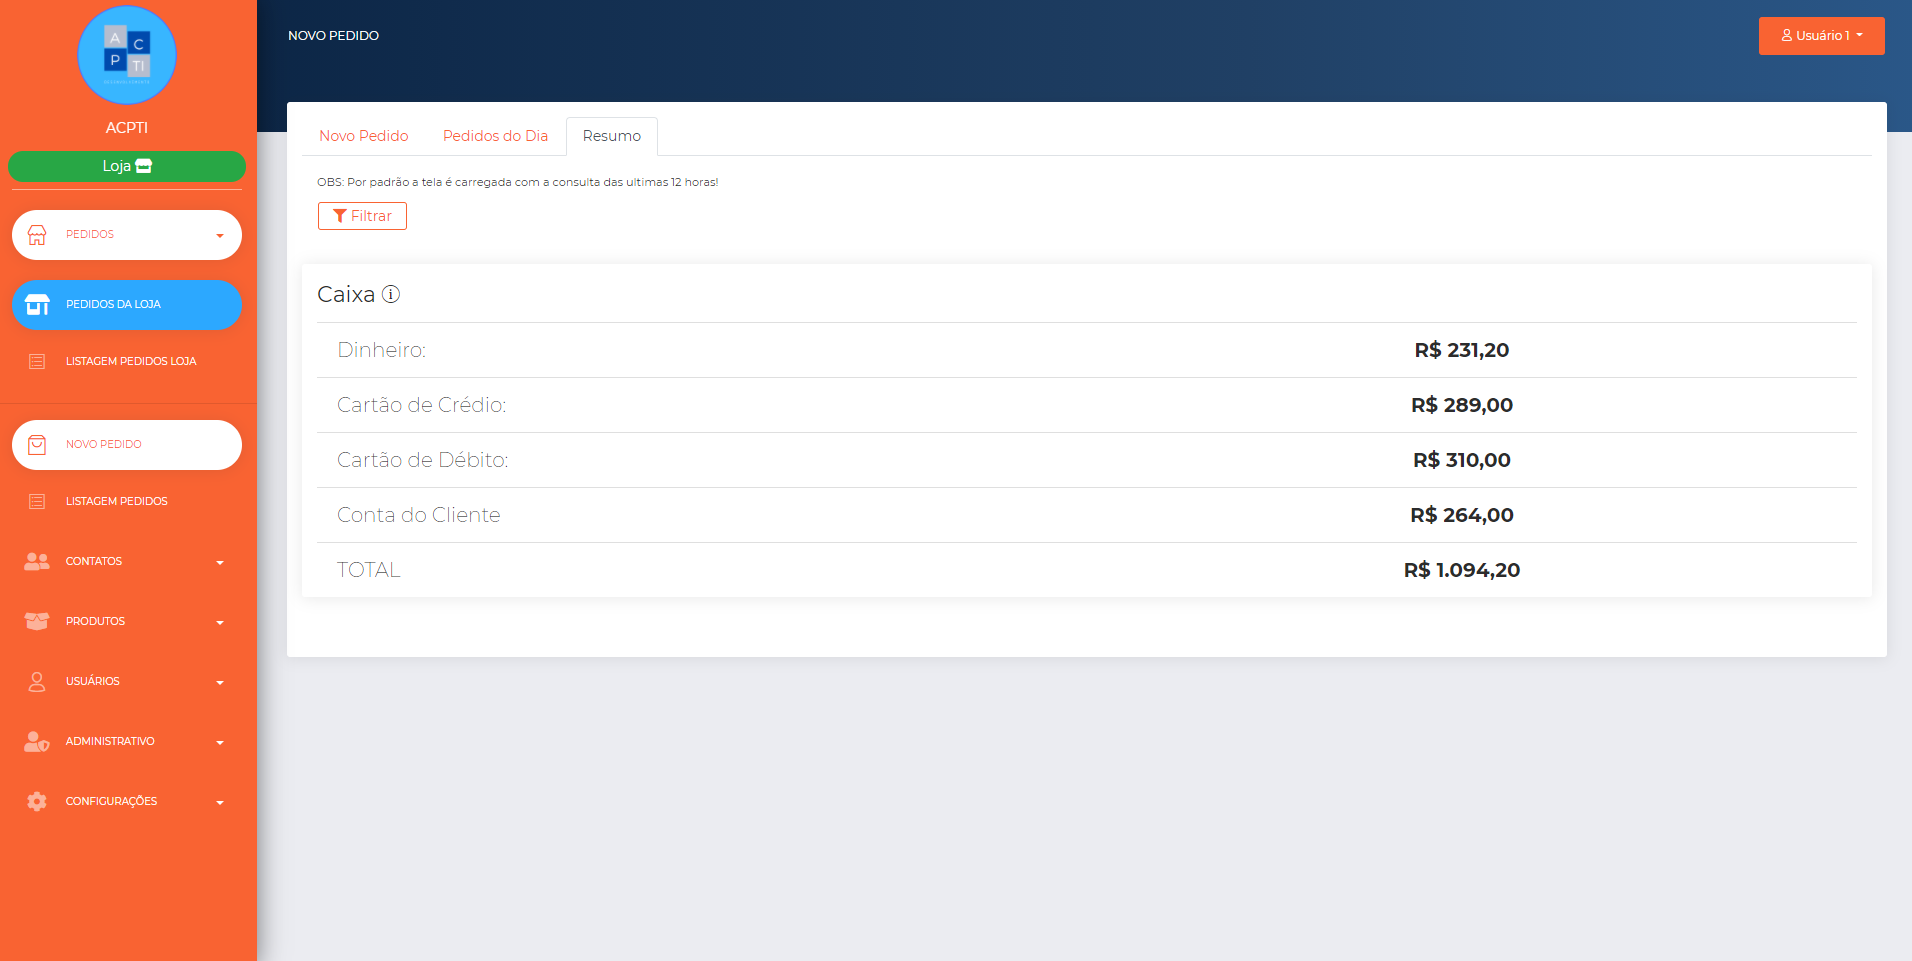 A
C
P
TI
ACPTI
Loja
PEDIDOS
PEDIDOS DA LOJA
LISTAGEM PEDIDOS LOJA
NOVO PEDIDO
LISTAGEM PEDIDOS
CONTATOS
PRODUTOS
USUÁRIOS
ADMINISTRATIVO
CONFIGURAÇÕES
NOVO PEDIDO
Usuário 1
Novo Pedido
Pedidos do Dia
Resumo
OBS: Por padrão a tela é carregada com a consulta das ultimas 12 horas!
Filtrar
Caixa
Dinheiro: R$ 231,20
Cartão de Crédio: R$ 289,00
Cartão de Débito: R$ 310,00
Conta do Cliente R$ 264,00
TOTAL R$ 1.094,20